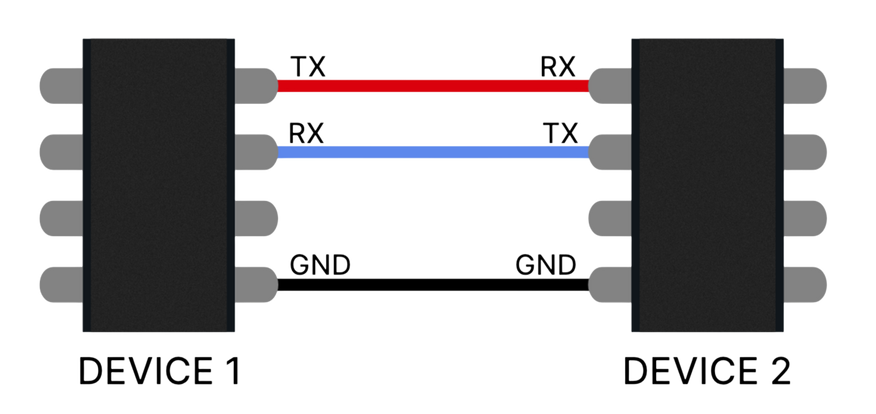 TX RX
RX TX
GND GND
DEVICE 1 DEVICE 2